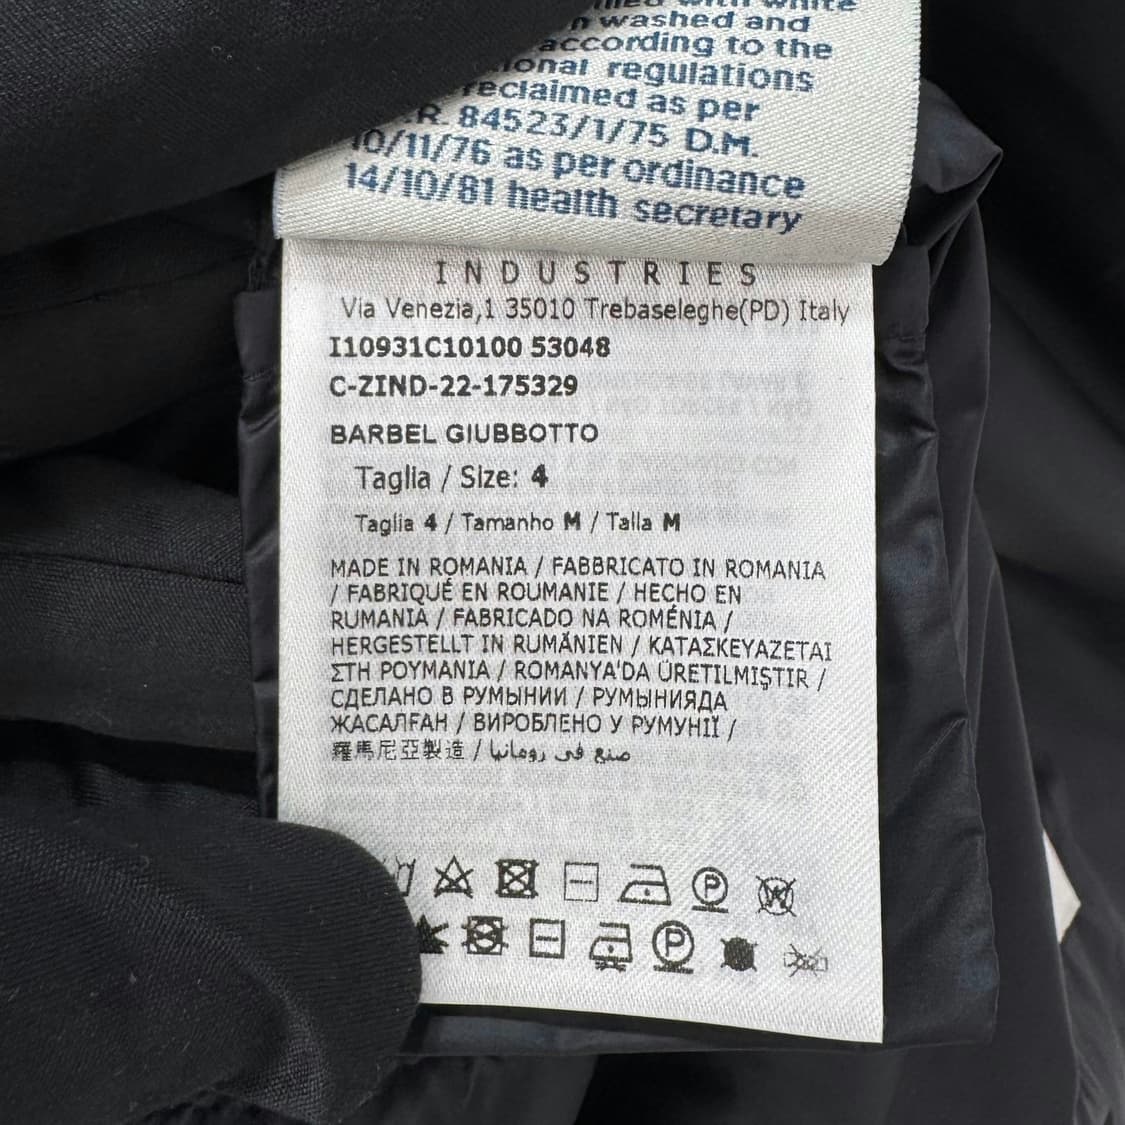 with white
washed and
according to the
regulations
reclaimed as per
84523/1/75 D.M.
10/11/76 as per ordinance
14/10/81 health secretary
INDUSTRIES
Via Venezia,1 35010 Trebaseleghe(PD) Italy
I10931C10100 53048
C-ZIND-22-175329
BARBEL GIUBBOTTO
Taglia / Size: 4
Taglia 4 / Tamanho M / Talla M
MADE IN ROMANIA / FABBRICATO IN ROMANIA
/ FABRIQUÉ EN ROUMANIE / HECHO EN
RUMANIA / FABRICADO NA ROMÉNIA /
HERGESTELLT IN RUMÄNIEN / ΚΑΤΑΣΚΕΥΑΖΕΤΑΙ
ΣΤΗ ΡΟΥΜΑΝΙΑ / ROMANYA'DA ÜRETILMIŞTIR /
СДЕЛАНО В РУМЫНИИ / РУМЫНИЯДА
ЖАСАЛҒАН / ВИРОБЛЕНО У РУМУНІЇ /
羅馬尼亞製造 / صنع في رومانيا
P
W
P